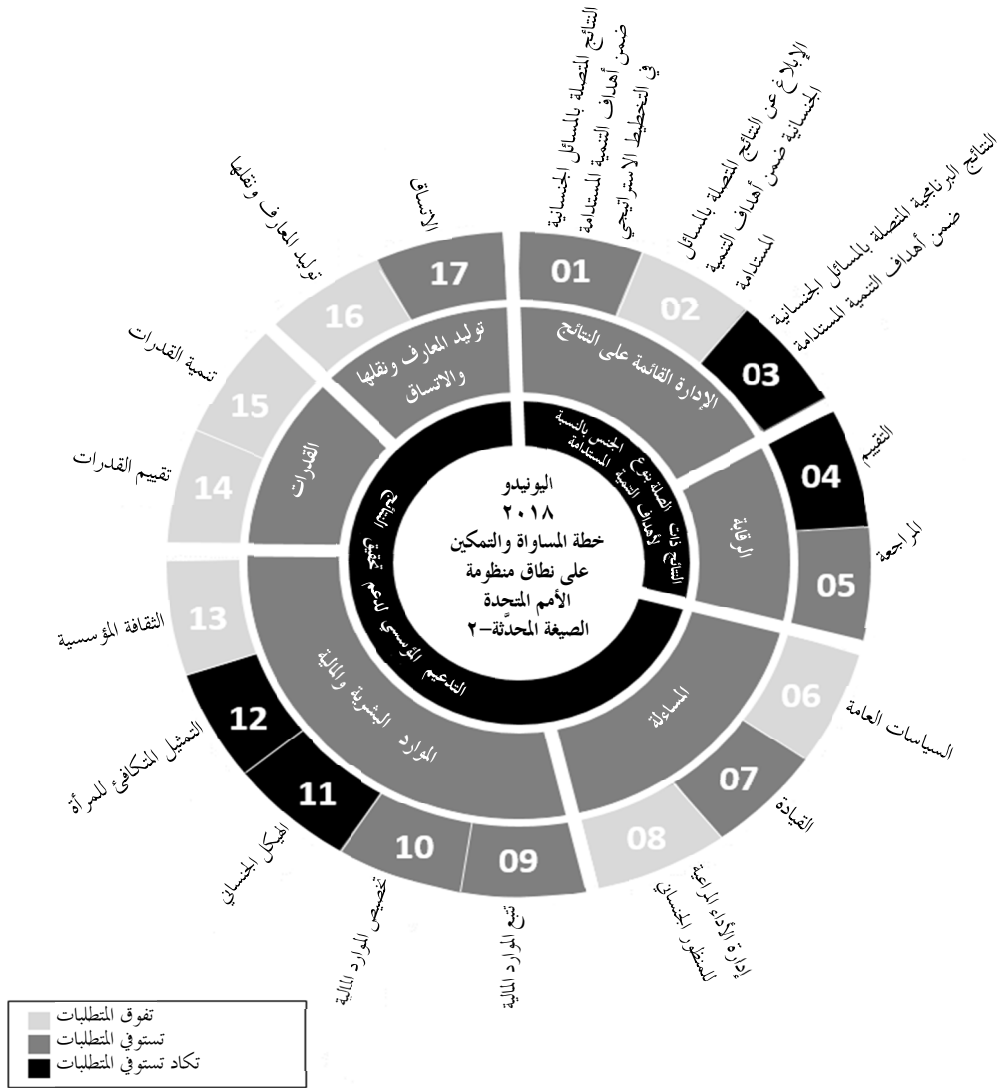 اليونيدو
٢٠١٨
خطة المساواة والتمكين
على نطاق منظومة
الأمم المتحدة
الصيغة المحدَّثة-٢
النتائج ذات الصلة بنوع الجنس بالنسبة
لأهداف التنمية المستدامة
التدعيم المؤسسي لدعم تحقيق النتائج
الإدارة القائمة على النتائج
الرقابة
المساءلة
الموارد البشرية والمالية
القدرات
توليد المعارف ونقلها
والاتساق
01
النتائج المتصلة بالمسائل الجنسانية
ضمن أهداف التنمية المستدامة
في التخطيط الاستراتيجي
02
الإبلاغ عن النتائج المتصلة بالمسائل
الجنسانية ضمن أهداف التنمية
المستدامة
03
النتائج البرنامجية المتصلة بالمسائل الجنسانية
ضمن أهداف التنمية المستدامة
04
التقييم
05
المراجعة
06
السياسات العامة
07
القيادة
08
إدارة الأداء المراعية
للمنظور الجنساني
09
تتبع الموارد المالية
10
تخصيص الموارد المالية
11
الهيكل الجنساني
12
التمثيل المتكافئ للمرأة
13
الثقافة المؤسسية
14
تقييم القدرات
15
تنمية القدرات
16
توليد المعارف ونقلها
17
الاتساق
تفوق المتطلبات
تستوفي المتطلبات
تكاد تستوفي المتطلبات